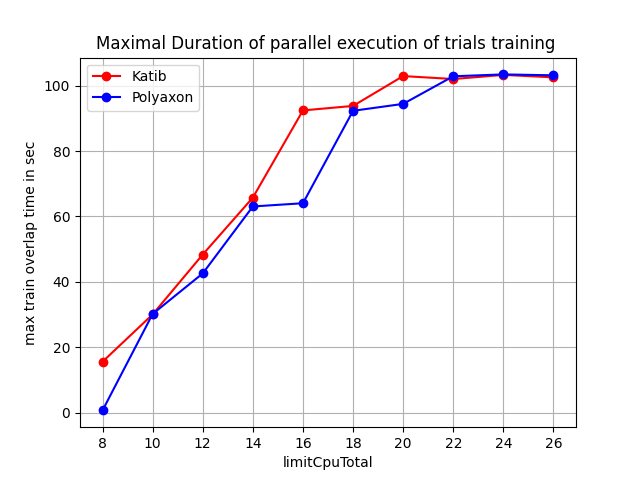 Maximal Duration of parallel execution of trials training
Katib
Polyaxon
max train overlap time in sec
100
80
60
40
20
0
8 10 12 14 16 18 20 22 24 26
limitCpuTotal